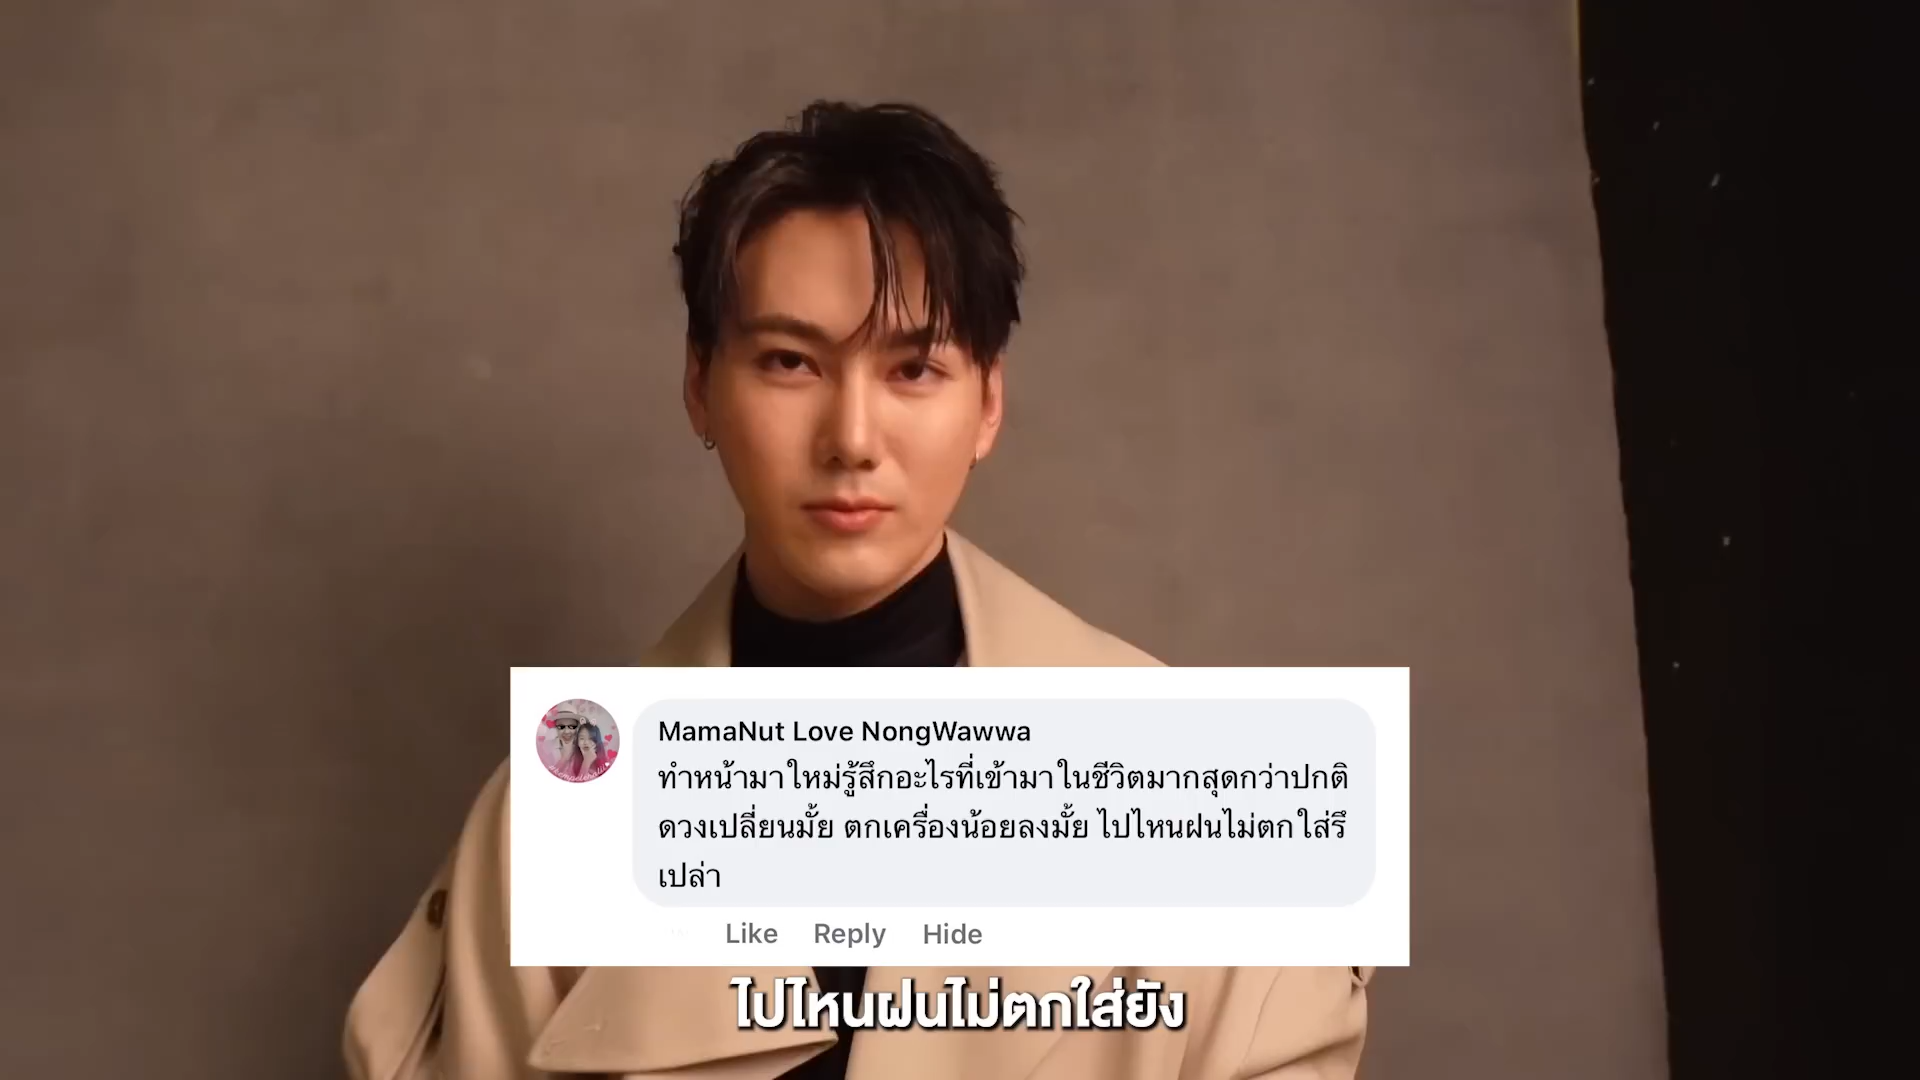 MamaNut Love NongWawwa
ทำหน้ามาใหม่รู้สึกอะไรที่เข้ามาในชีวิตมากสุดกว่าปกติ
ดวงเปลี่ยนมั้ย ตกเครื่องน้อยลงมั้ย ไปไหนฝนไม่ตกใส่รึ
เปล่า
Like Reply Hide
ไปไหนฝนไม่ตกใส่ยัง